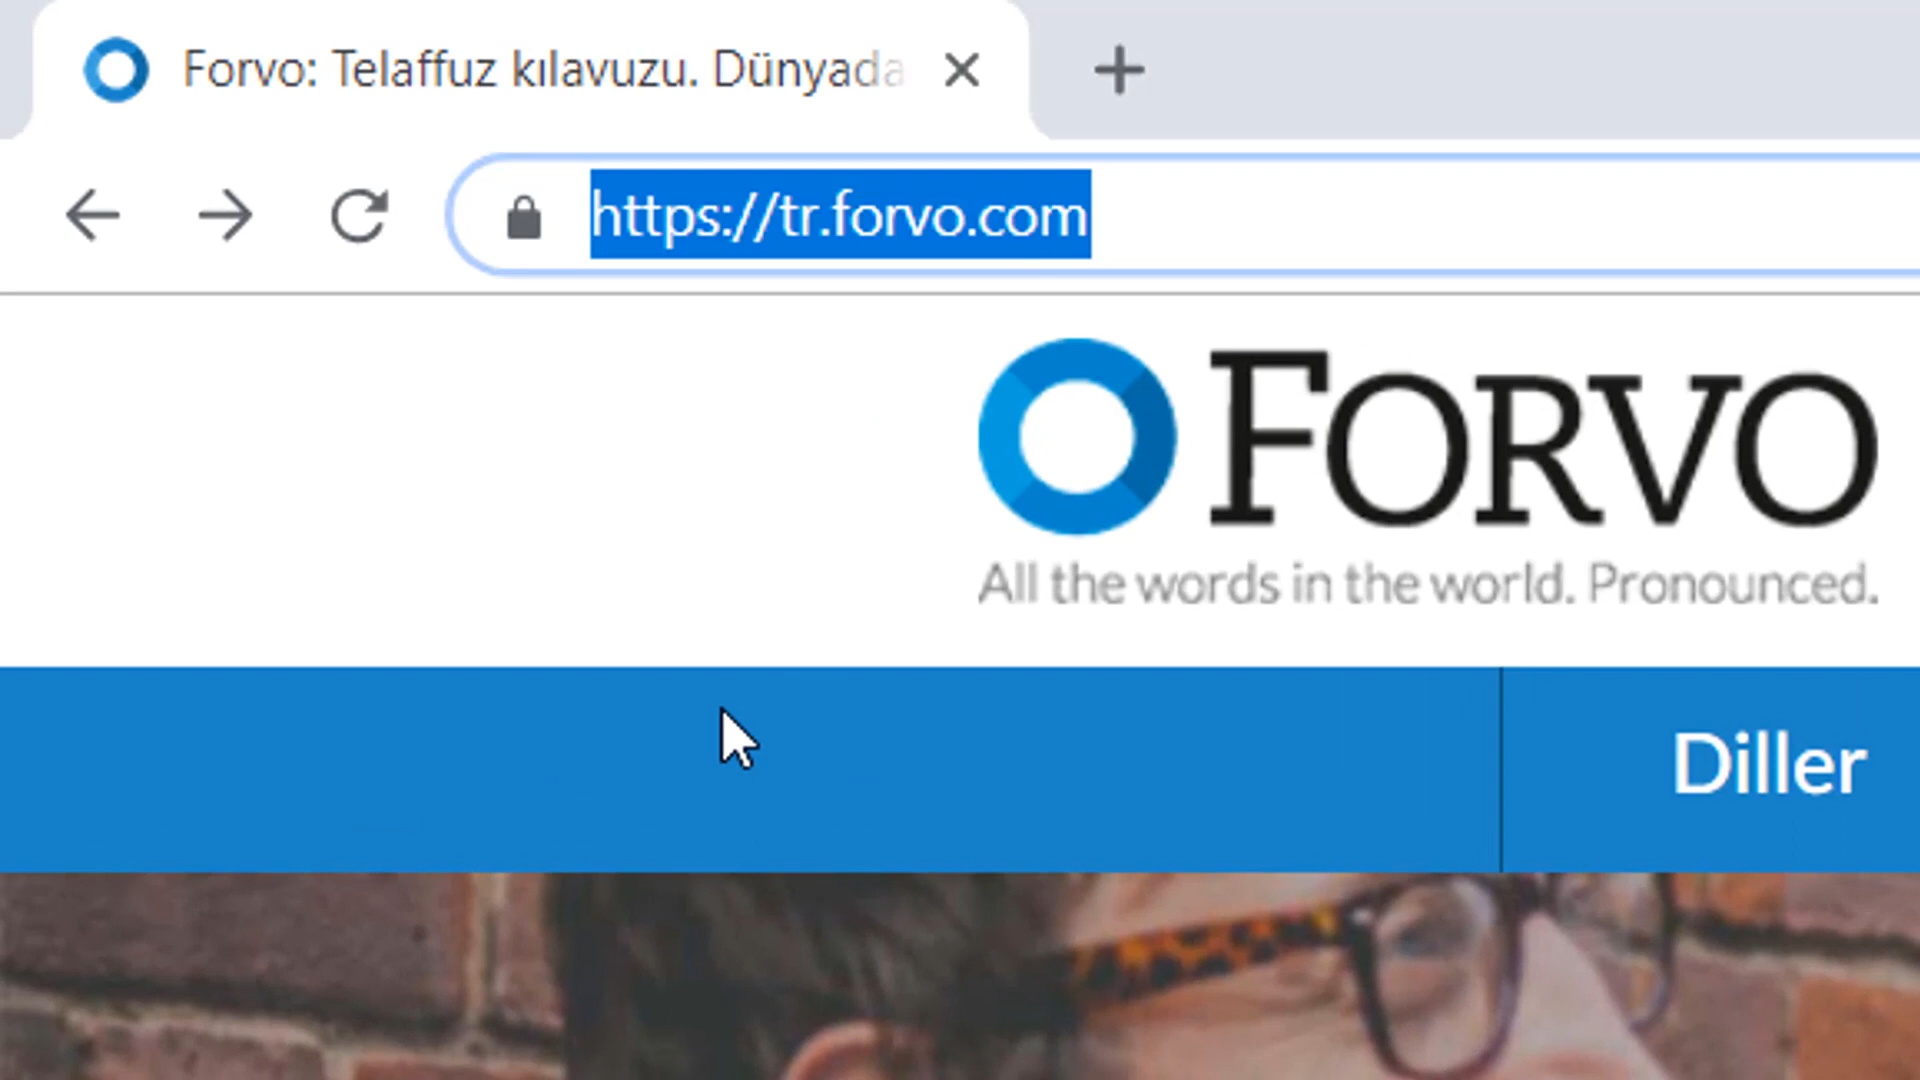 Forvo: Telaffuz kılavuzu. Dünyada
https://tr.forvo.com
FORVO
All the words in the world. Pronounced.
Diller